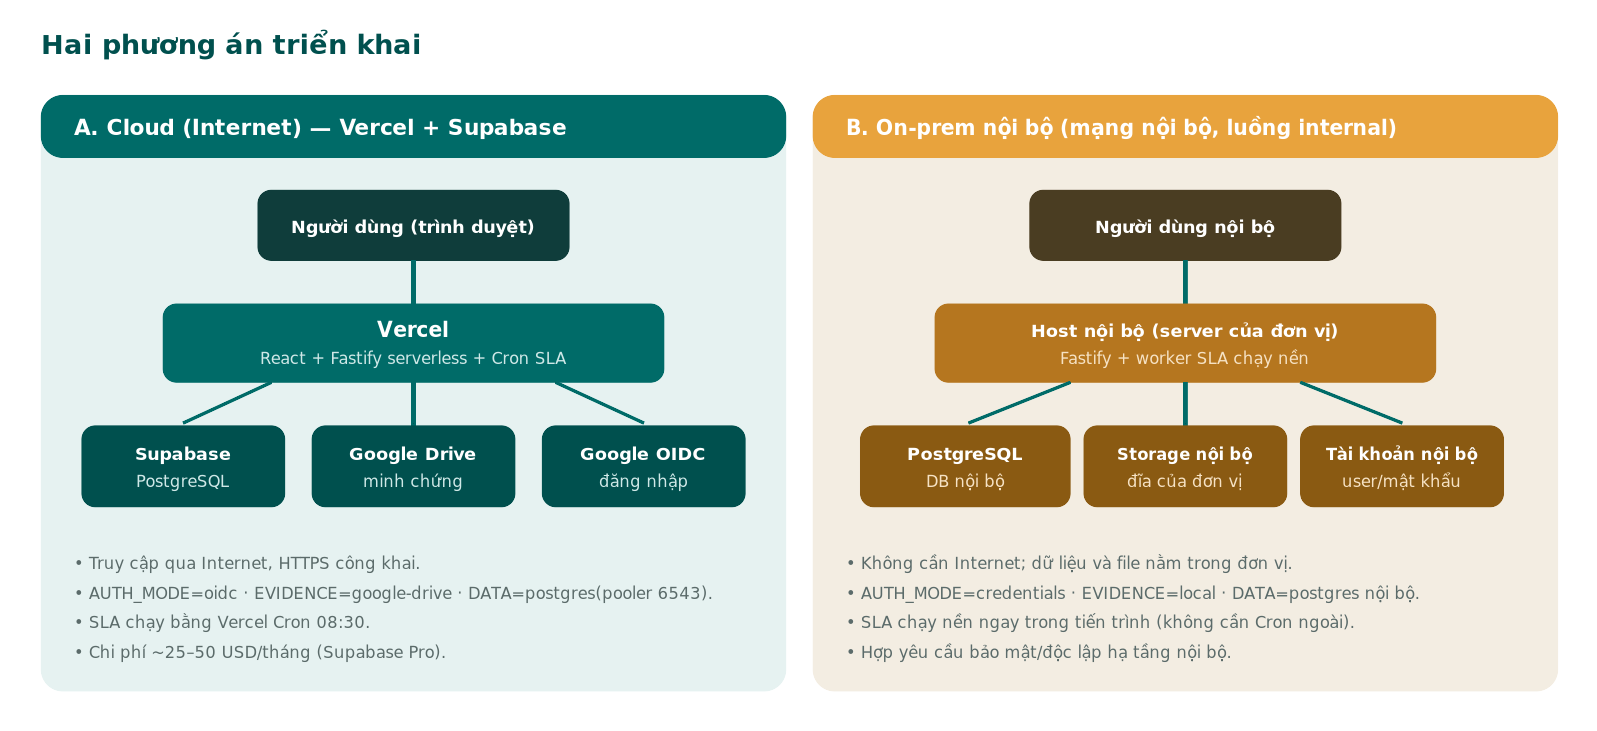 Hai phương án triển khai
A. Cloud (Internet) — Vercel + Supabase
Người dùng (trình duyệt)
Vercel
React + Fastify serverless + Cron SLA
Supabase
PostgreSQL
Google Drive
minh chứng
Google OIDC
đăng nhập
• Truy cập qua Internet, HTTPS công khai.
• AUTH_MODE=oidc · EVIDENCE=google-drive · DATA=postgres(pooler 6543).
• SLA chạy bằng Vercel Cron 08:30.
• Chi phí ~25–50 USD/tháng (Supabase Pro).
B. On-prem nội bộ (mạng nội bộ, luồng internal)
Người dùng nội bộ
Host nội bộ (server của đơn vị)
Fastify + worker SLA chạy nền
PostgreSQL
DB nội bộ
Storage nội bộ
đĩa của đơn vị
Tài khoản nội bộ
user/mật khẩu
• Không cần Internet; dữ liệu và file nằm trong đơn vị.
• AUTH_MODE=credentials · EVIDENCE=local · DATA=postgres nội bộ.
• SLA chạy nền ngay trong tiến trình (không cần Cron ngoài).
• Hợp yêu cầu bảo mật/độc lập hạ tầng nội bộ.